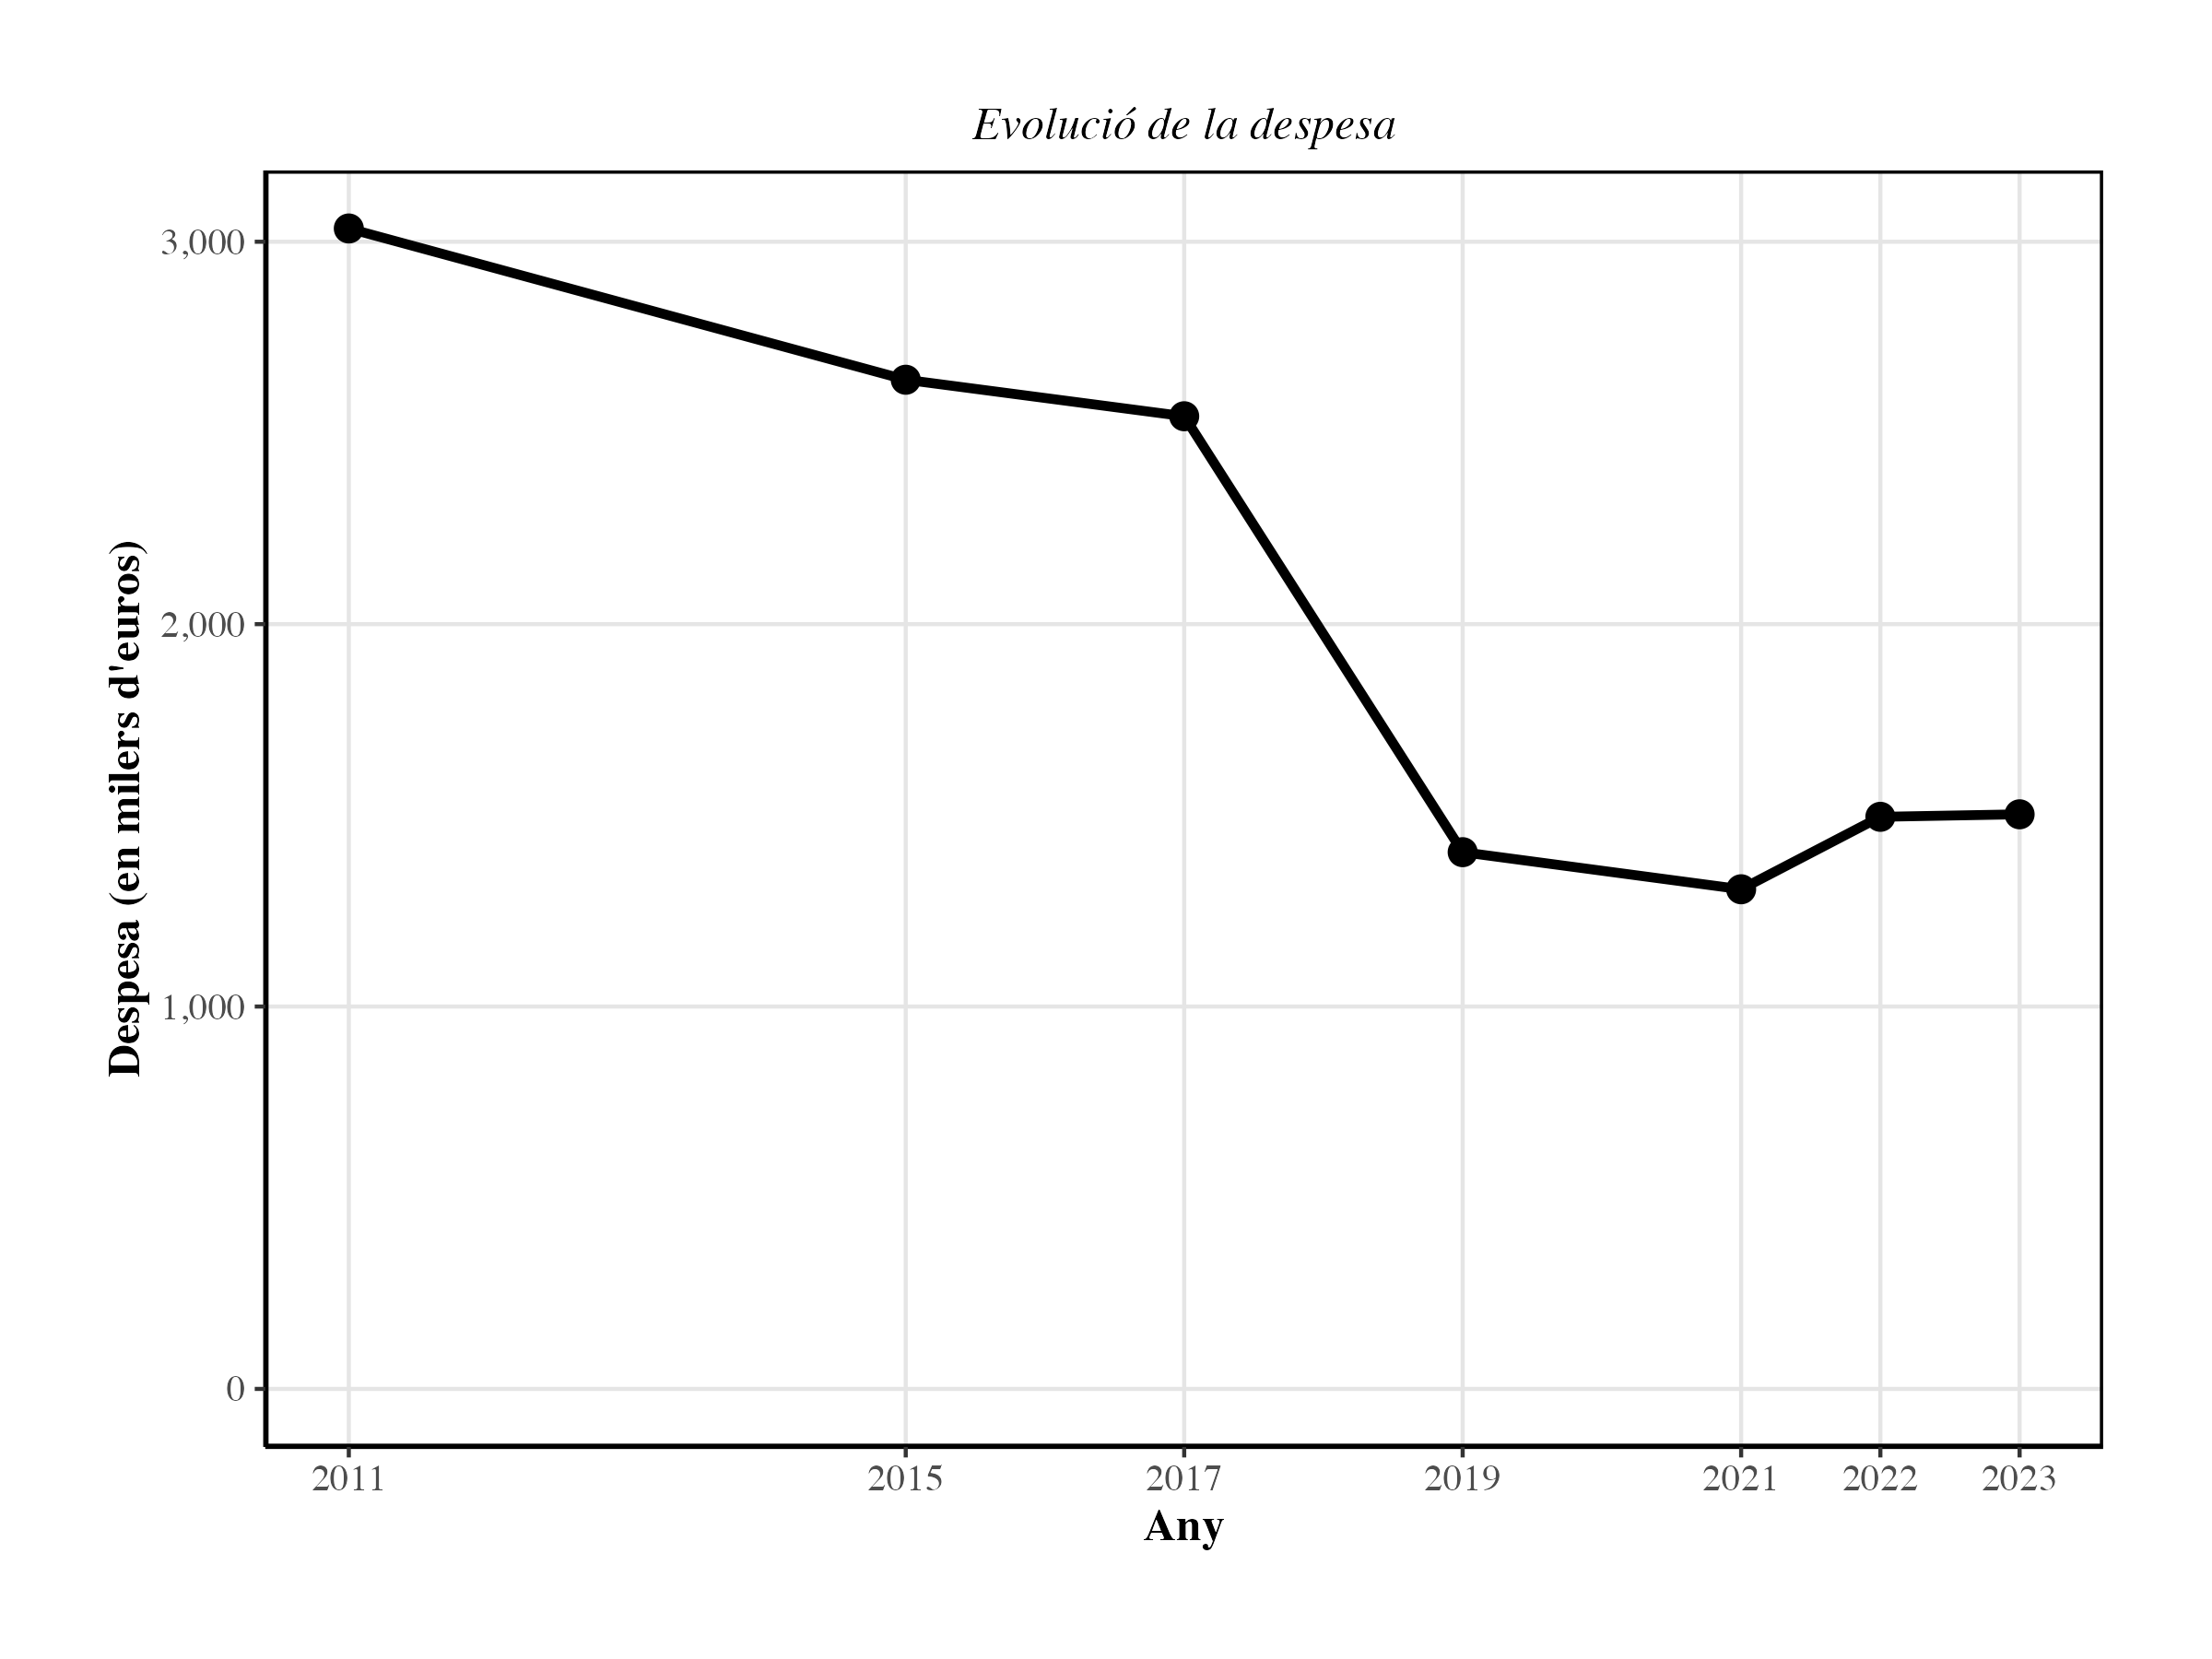 Evolució de la despesa
Despesa (en milers d'euros)
3,000
2,000
1,000
0
2011 2015 2017 2019 2021 2022 2023
Any